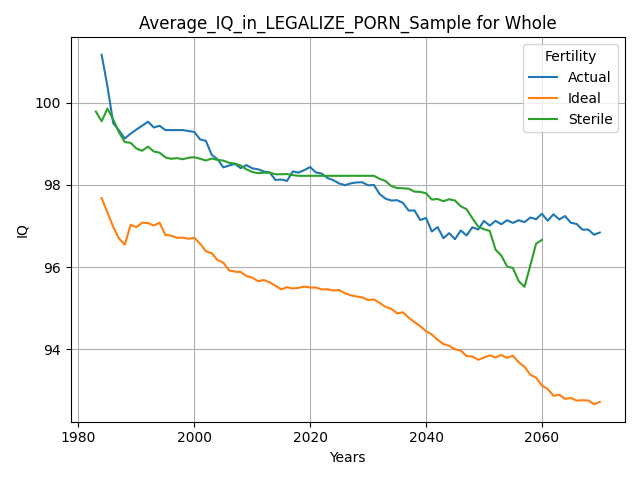 Average_IQ_in_LEGALIZE_PORN_Sample for Whole
Fertility
Actual
Ideal
Sterile
IQ
100
98
96
94
1980
2000
2020
2040
2060
Years